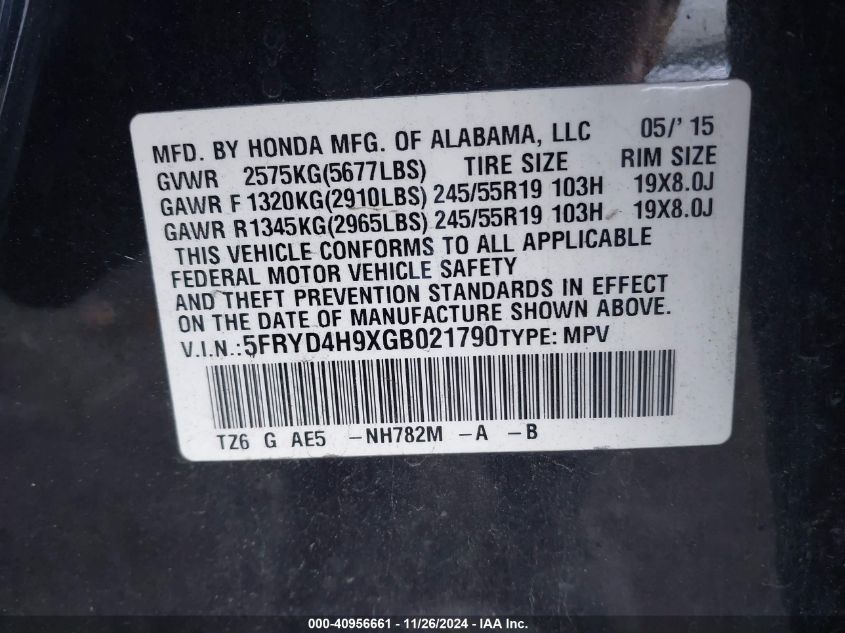 MFD. BY HONDA MFG. OF ALABAMA, LLC 05/' 15
GVWR 2575KG(5677LBS) TIRE SIZE RIM SIZE
GAWR F 1320KG(2910LBS) 245/55R19 103H 19X8.0J
GAWR R1345KG(2965LBS) 245/55R19 103H 19X8.0J
THIS VEHICLE CONFORMS TO ALL APPLICABLE
FEDERAL MOTOR VEHICLE SAFETY
AND THEFT PREVENTION STANDARDS IN EFFECT
ON THE DATE OF MANUFACTURE SHOWN ABOVE.
V.I.N.:5FRYD4H9XGB021790TYPE: MPV
TZ6 G AE5 -NH782M -A -B
000-40956661 - 11/26/2024 - IAA Inc.